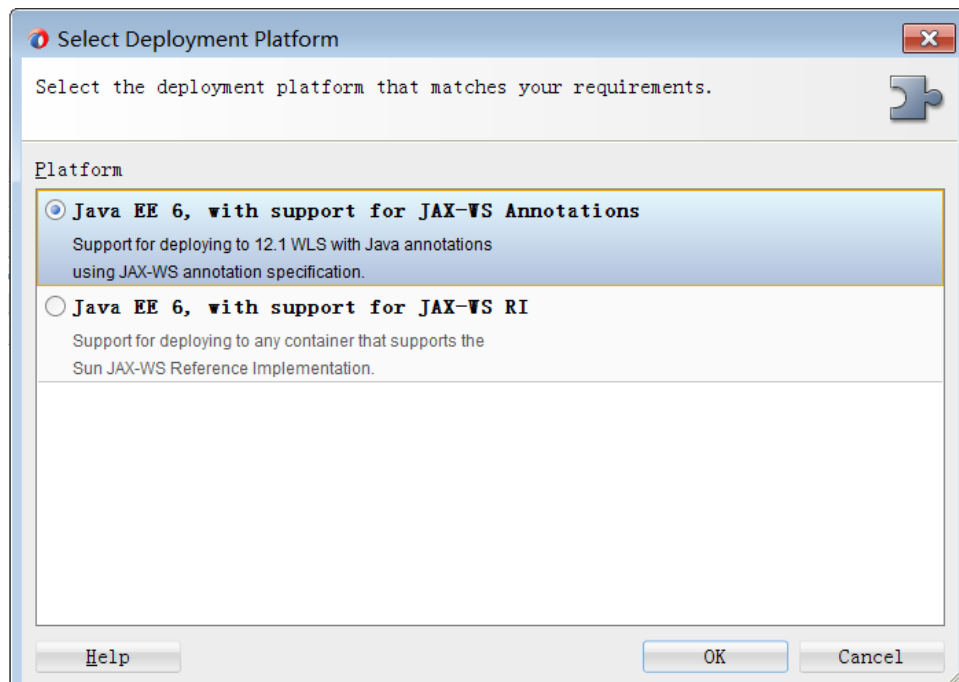 Select Deployment Platform
Select the deployment platform that matches your requirements.
Platform
Java EE 6, with support for JAX-WS Annotations
Support for deploying to 12.1 WLS with Java annotations
using JAX-WS annotation specification.
Java EE 6, with support for JAX-WS RI
Support for deploying to any container that supports the
Sun JAX-WS Reference Implementation.
Help
OK
Cancel